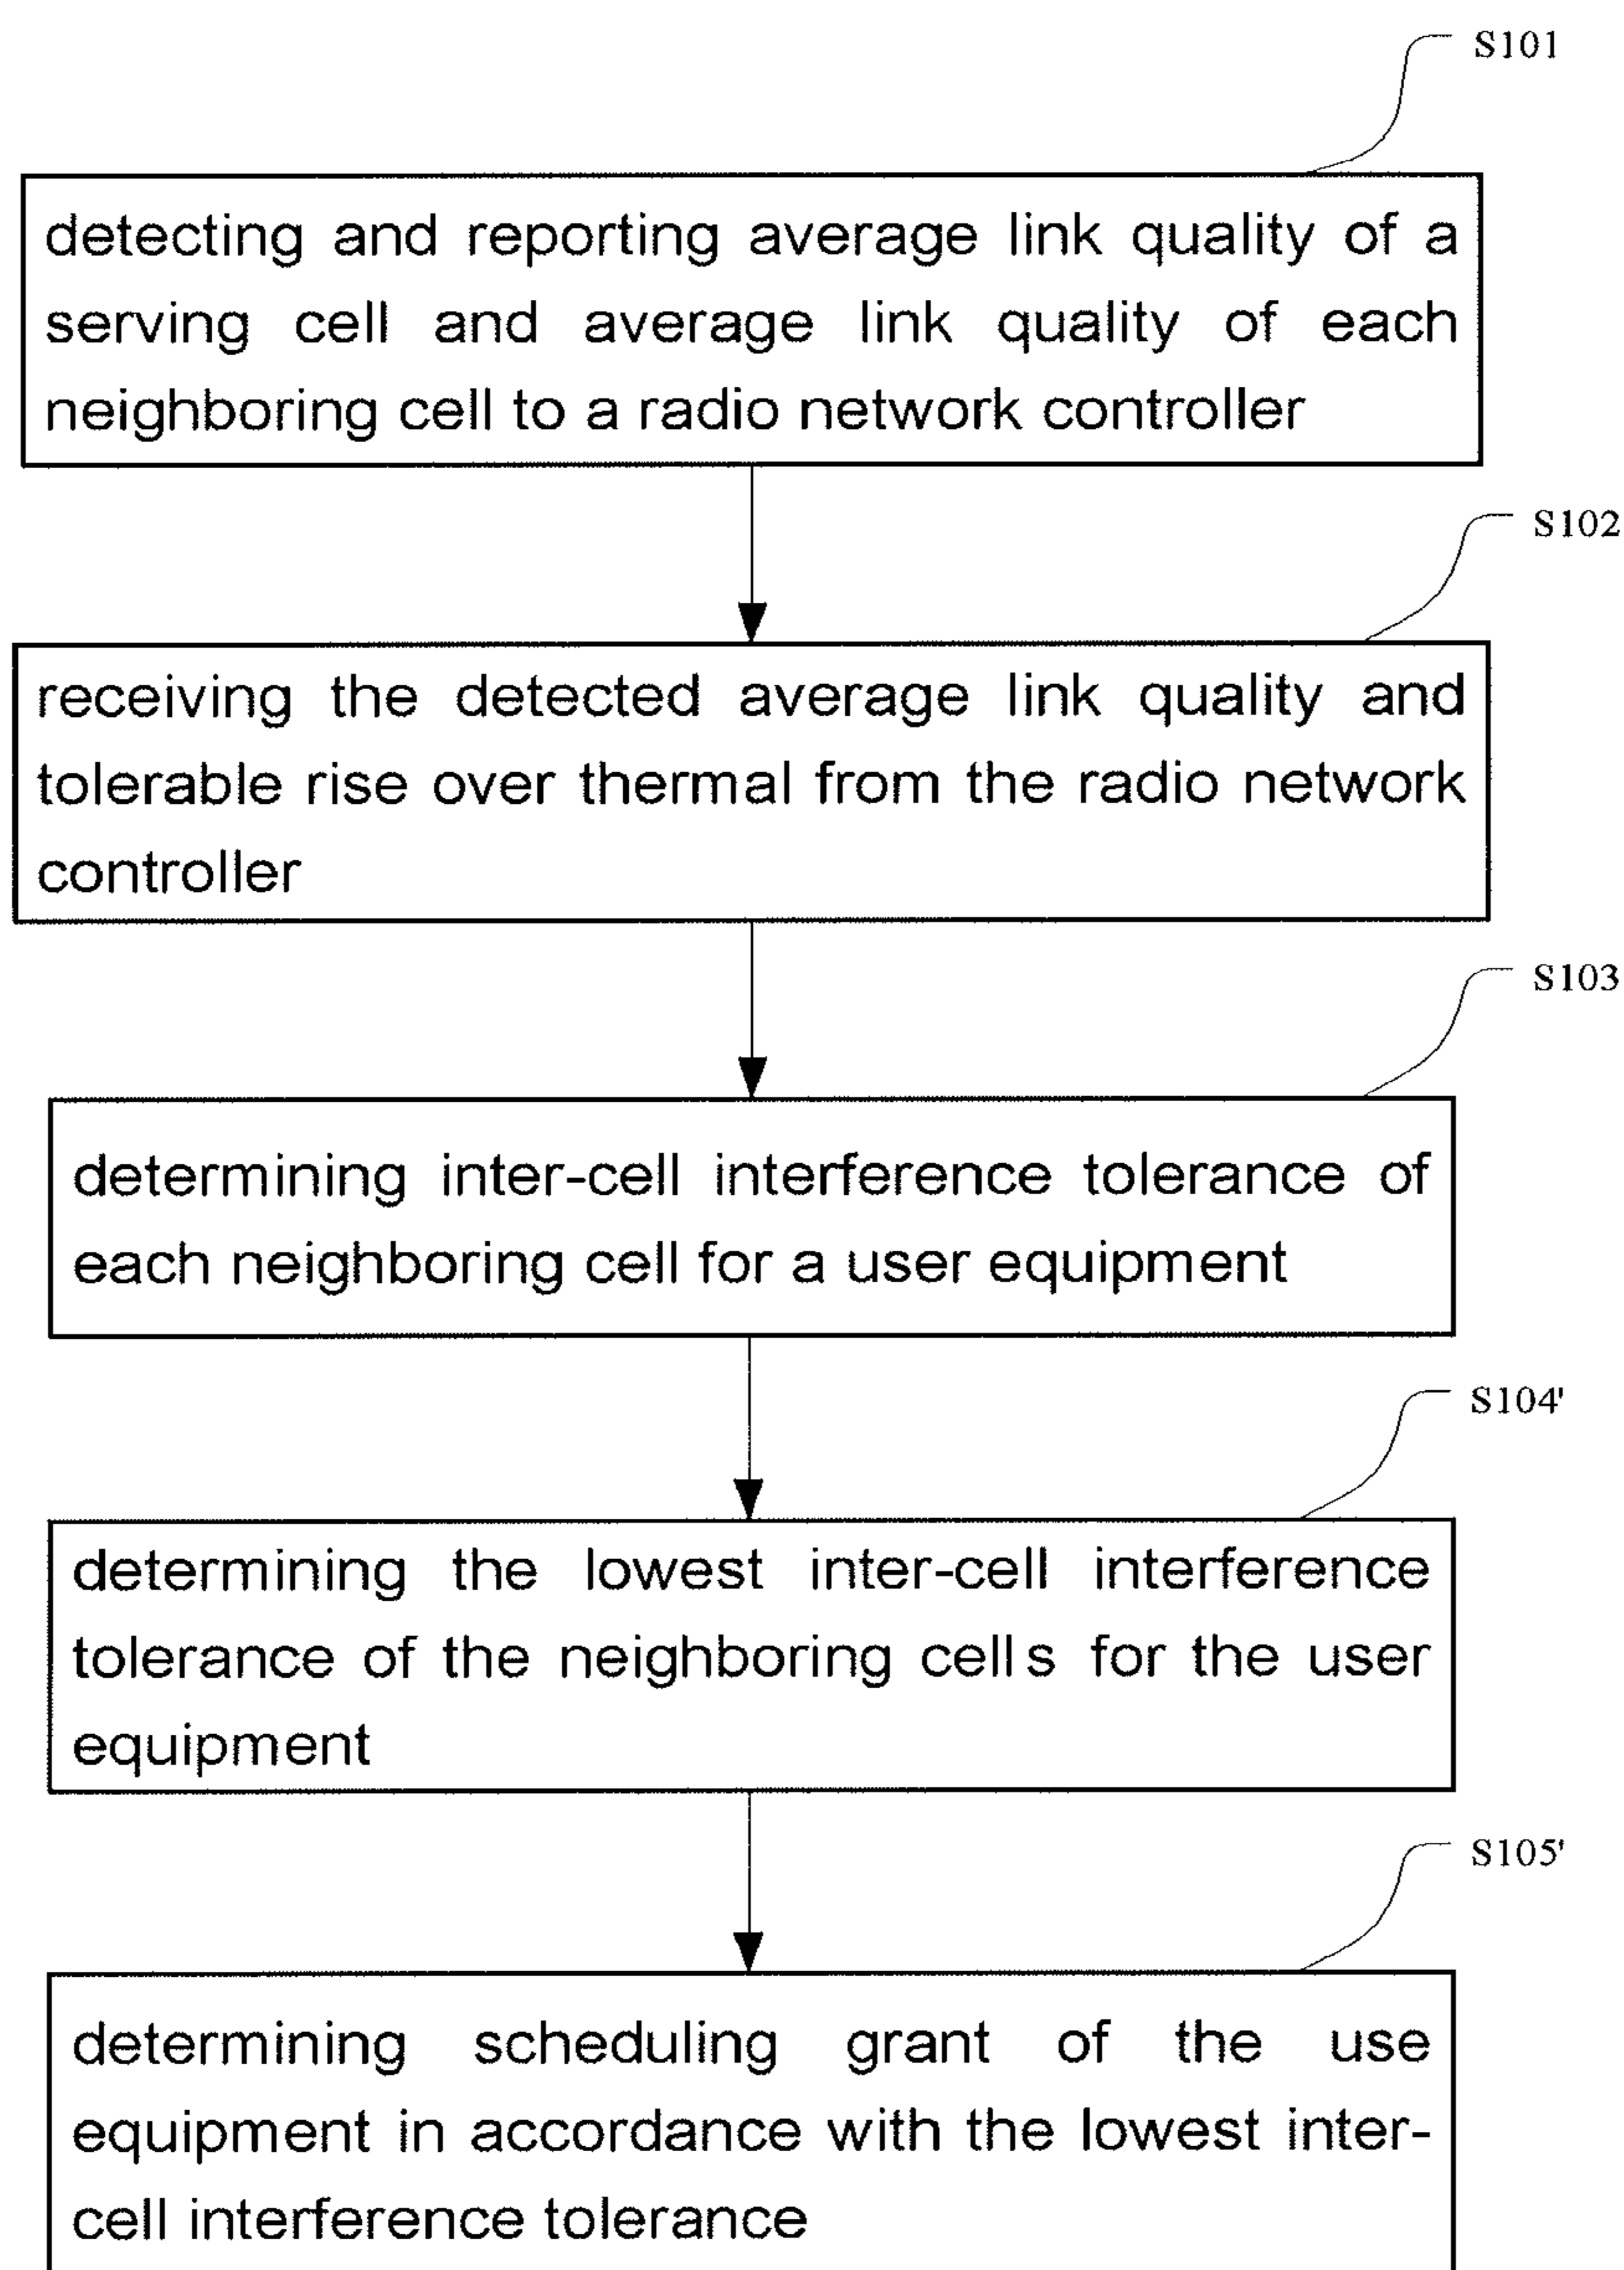 S101
detecting and reporting average link quality of a
serving cell and average link quality of each
neighboring cell to a radio network controller
S102
receiving the detected average link quality and
tolerable rise over thermal from the radio network
controller
S103
determining inter-cell interference tolerance of
each neighboring cell for a user equipment
S104'
determining the lowest inter-cell interference
tolerance of the neighboring cells for the user
equipment
S105'
determining scheduling grant of the use
equipment in accordance with the lowest inter-
cell interference tolerance